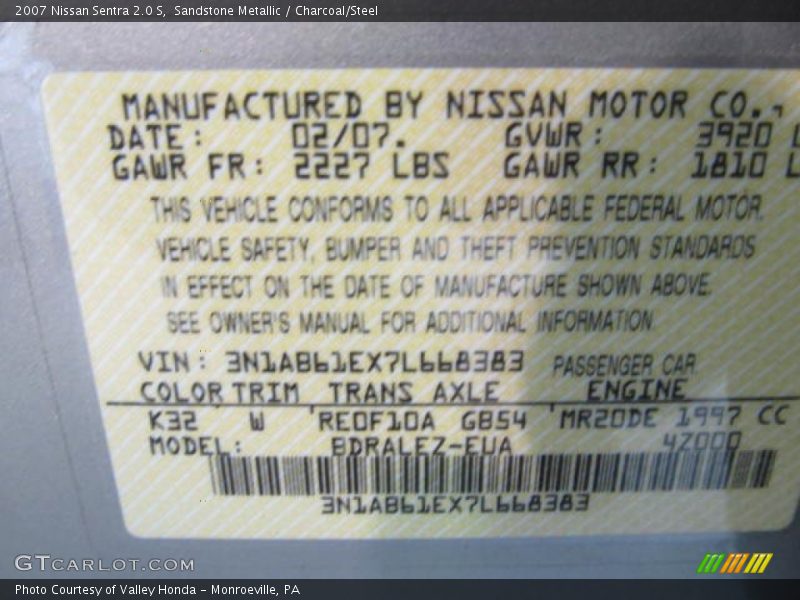 2007 Nissan Sentra 2.0 S, Sandstone Metallic / Charcoal/Steel
MANUFACTURED BY NISSAN MOTOR CO.,
DATE: 02/07. GVWR: 3920 L
GAWR FR: 2227 LBS GAWR RR: 1810 L
THIS VEHICLE CONFORMS TO ALL APPLICABLE FEDERAL MOTOR
VEHICLE SAFETY, BUMPER AND THEFT PREVENTION STANDARDS
IN EFFECT ON THE DATE OF MANUFACTURE SHOWN ABOVE.
SEE OWNER'S MANUAL FOR ADDITIONAL INFORMATION
VIN: 3N1AB61EX7L668383 PASSENGER CAR
COLOR TRIM TRANS AXLE ENGINE
K32 W RE0F10A GB54 MR20DE 1997 CC
MODEL: BDRALEZ-EUA 4Z000
3N1AB61EX7L668383
GTCARLOT.COM
Photo Courtesy of Valley Honda - Monroeville, PA